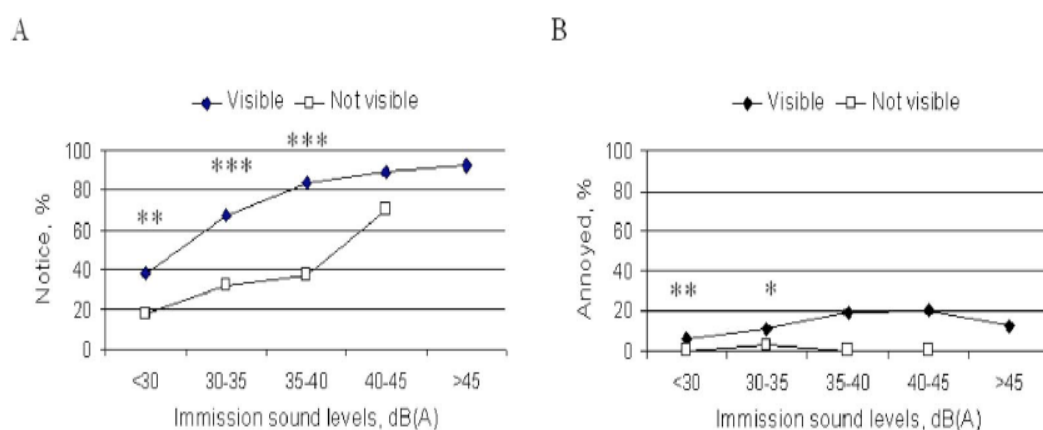 A
Visible Not visible
***
***
**
100
80
60
40
20
0
Notice, %
<30 30-35 35-40 40-45 >45
Immission sound levels, dB(A)
B
Visible Not visible
100
80
60
40
20
0
Annoyed, %
** *
<30 30-35 35-40 40-45 >45
Immission sound levels, dB(A)